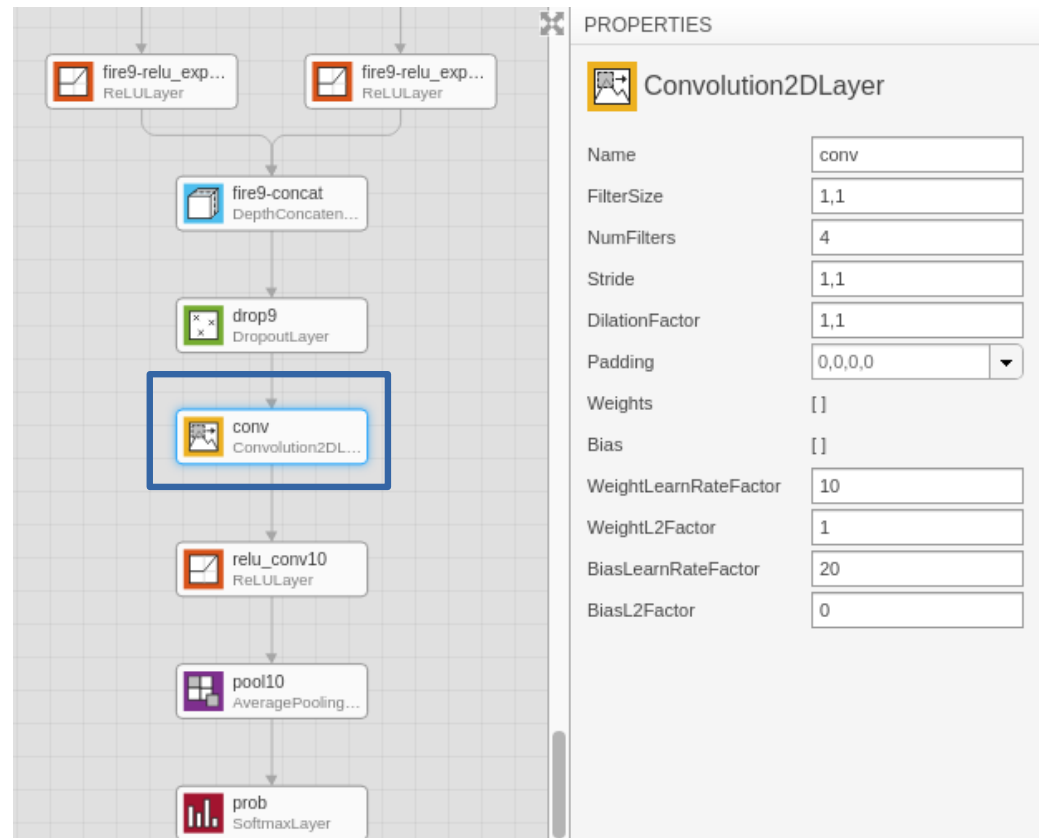 fire9-relu_exp...
ReLULayer
fire9-relu_exp...
ReLULayer
fire9-concat
DepthConcaten...
drop9
DropoutLayer
conv
Convolution2DL...
relu_conv10
ReLULayer
pool10
AveragePooling...
prob
SoftmaxLayer
PROPERTIES
Convolution2DLayer
Name conv
FilterSize 1,1
NumFilters 4
Stride 1,1
DilationFactor 1,1
Padding 0,0,0,0
Weights []
Bias []
WeightLearnRateFactor 10
WeightL2Factor 1
BiasLearnRateFactor 20
BiasL2Factor 0